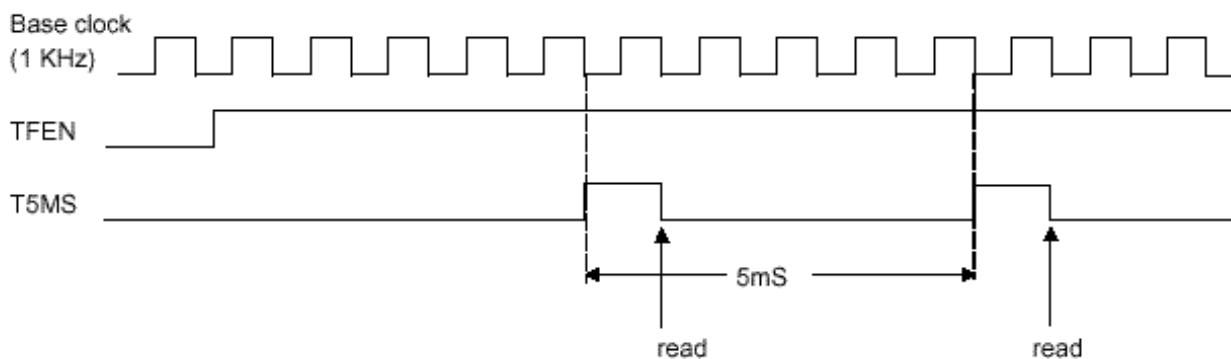 Base clock
(1 KHz)
TFEN
T5MS
5mS
read
read